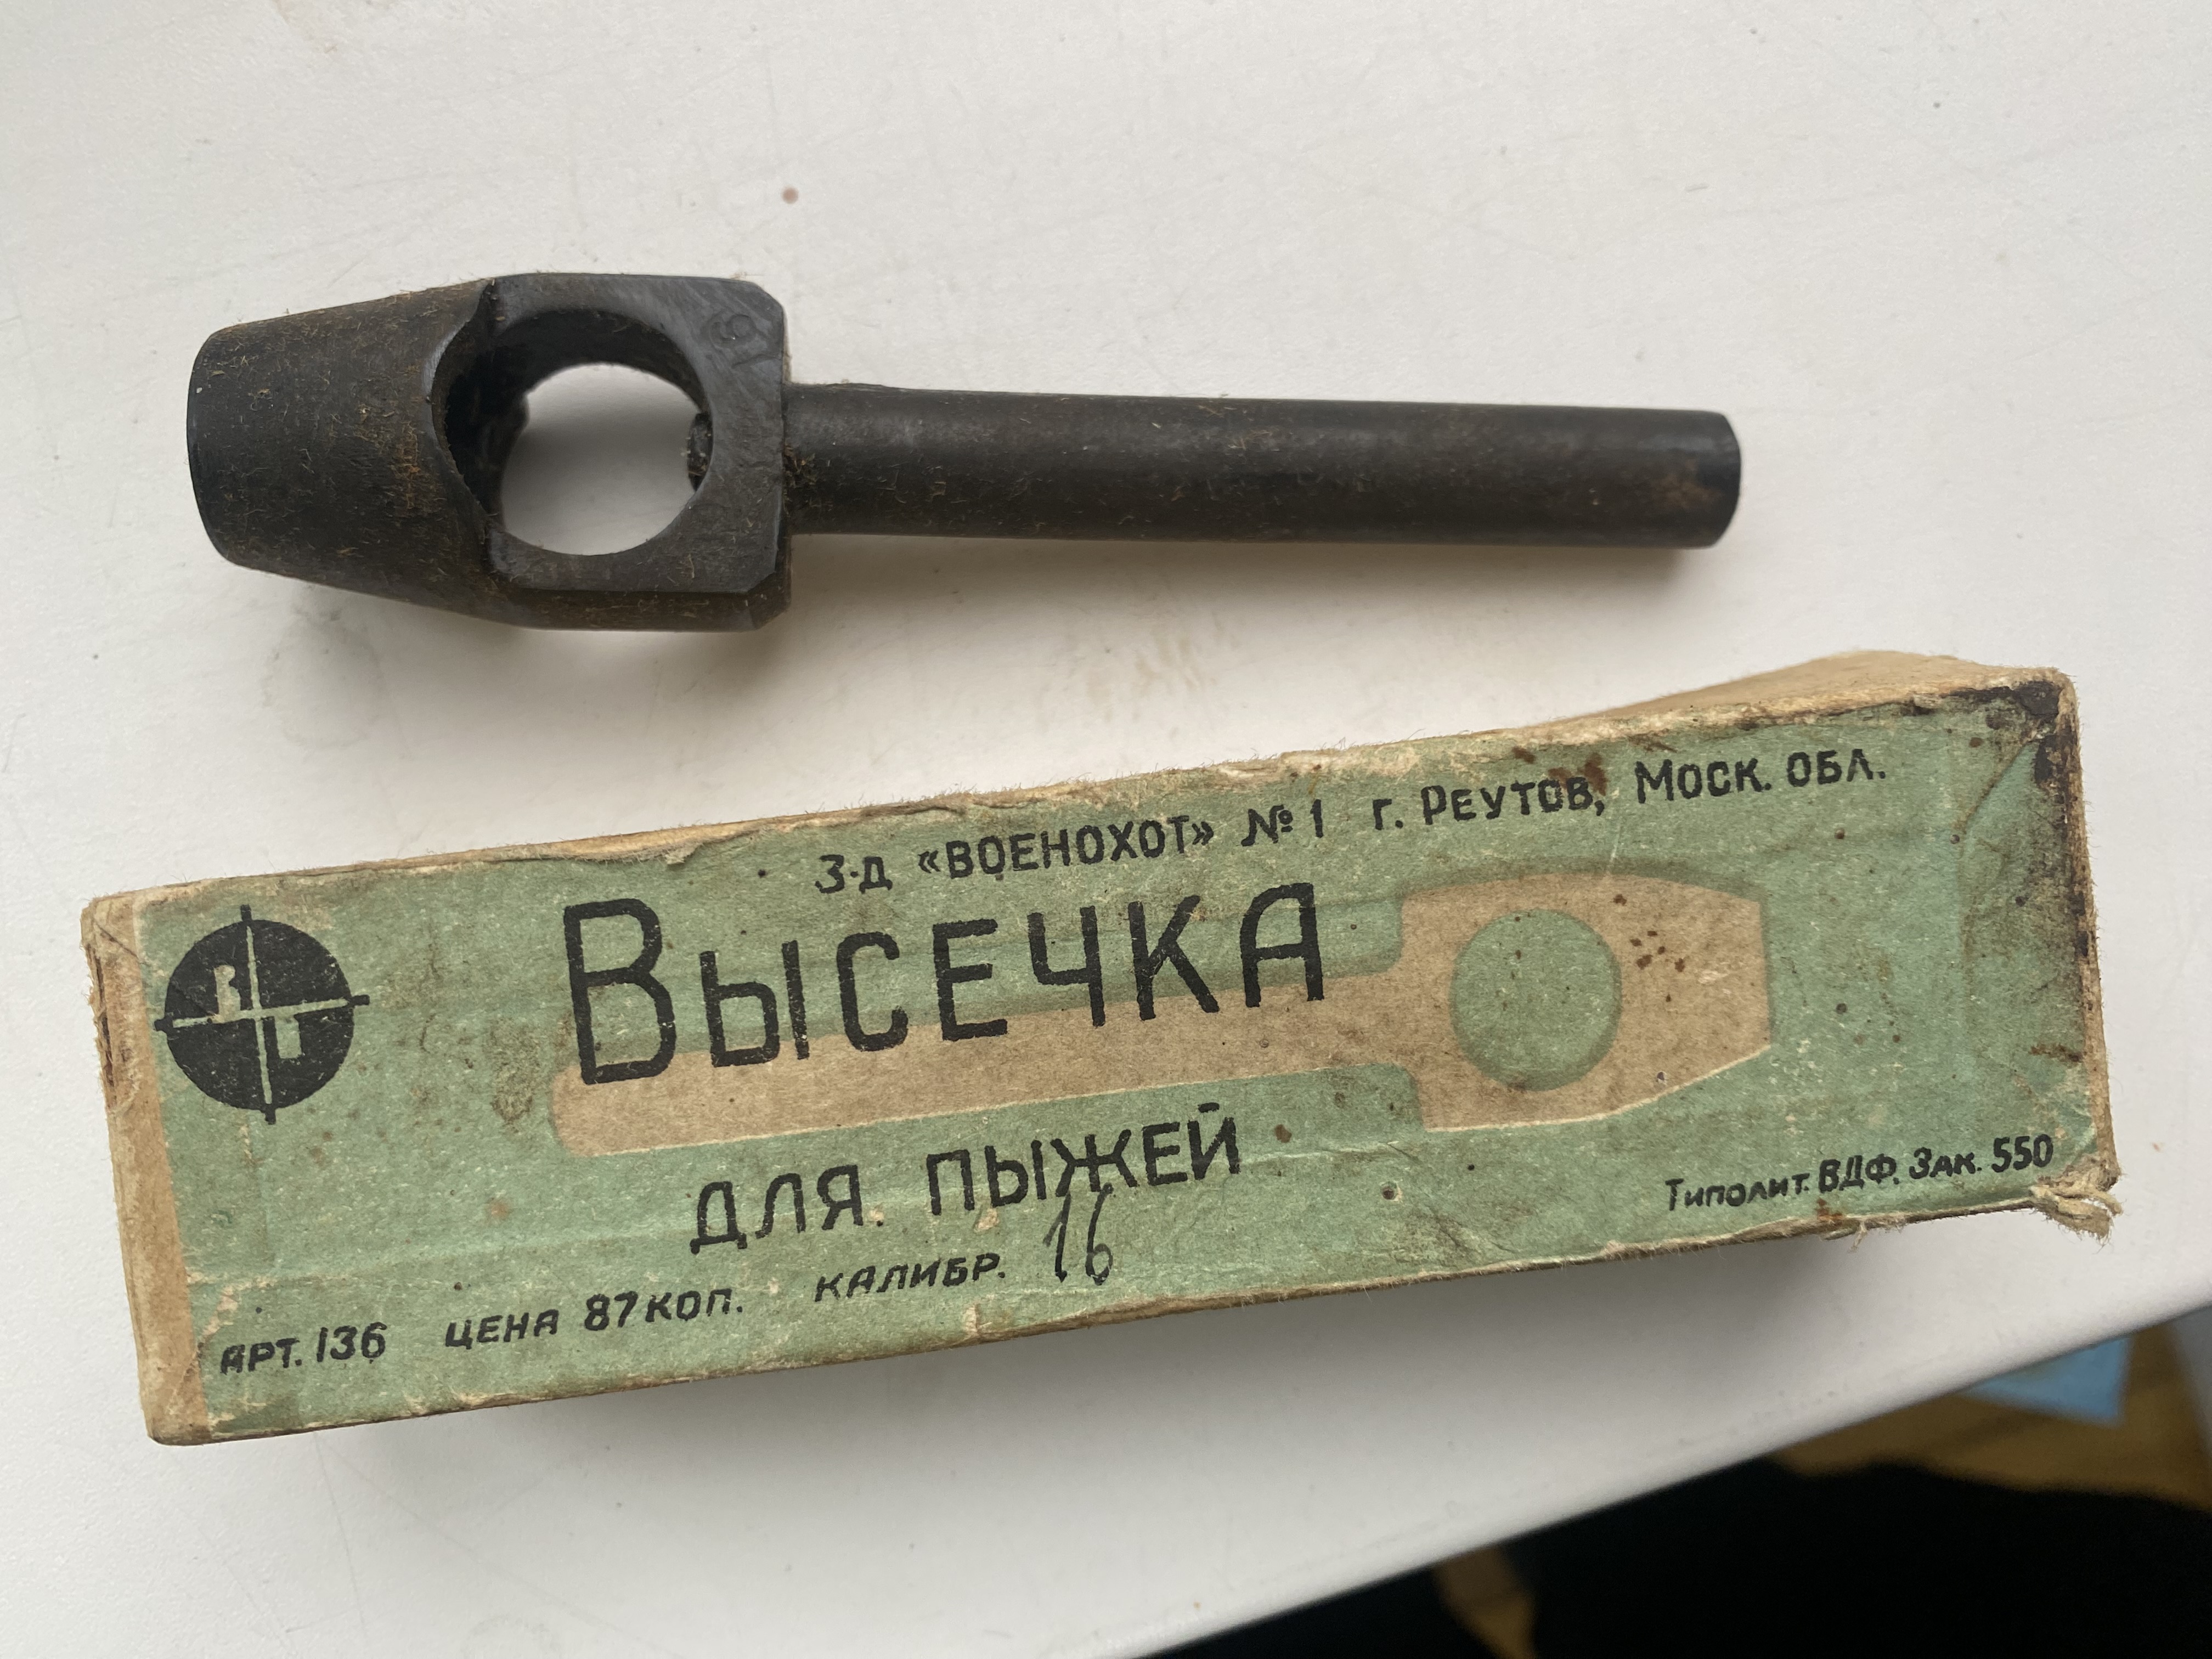 16
З-Д «ВОЕНОХОТ» № 1 Г. РЕУТОВ, МОСК. ОБЛ.
ВЫСЕЧКА
ДЛЯ ПЫЖЕЙ
АРТ. 136 ЦЕНА 87 КОП. КАЛИБР. 16
ТИПОЛИТ. ВДФ. ЗАК. 550